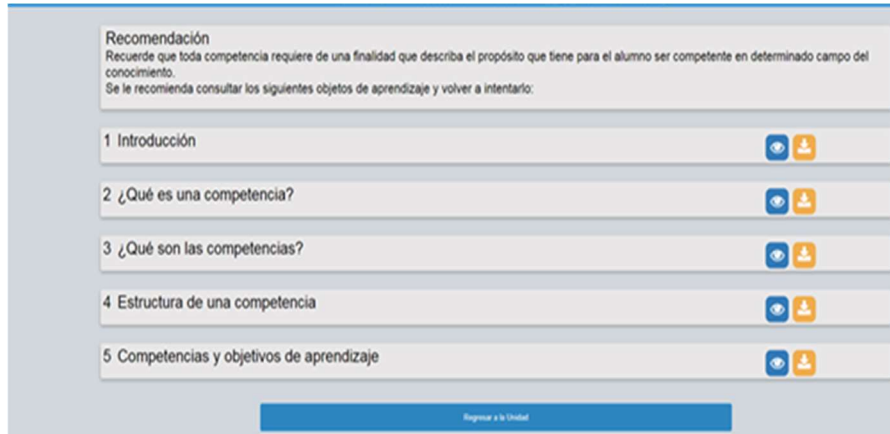 Recomendación
Recuerde que toda competencia requiere de una finalidad que describa el propósito que tiene para el alumno ser competente en determinado campo del
conocimiento.
Se le recomienda consultar los siguientes objetos de aprendizaje y volver a intentarlo:
1 Introducción
2 ¿Qué es una competencia?
3 ¿Qué son las competencias?
4 Estructura de una competencia
5 Competencias y objetivos de aprendizaje
Regresar a la Unidad